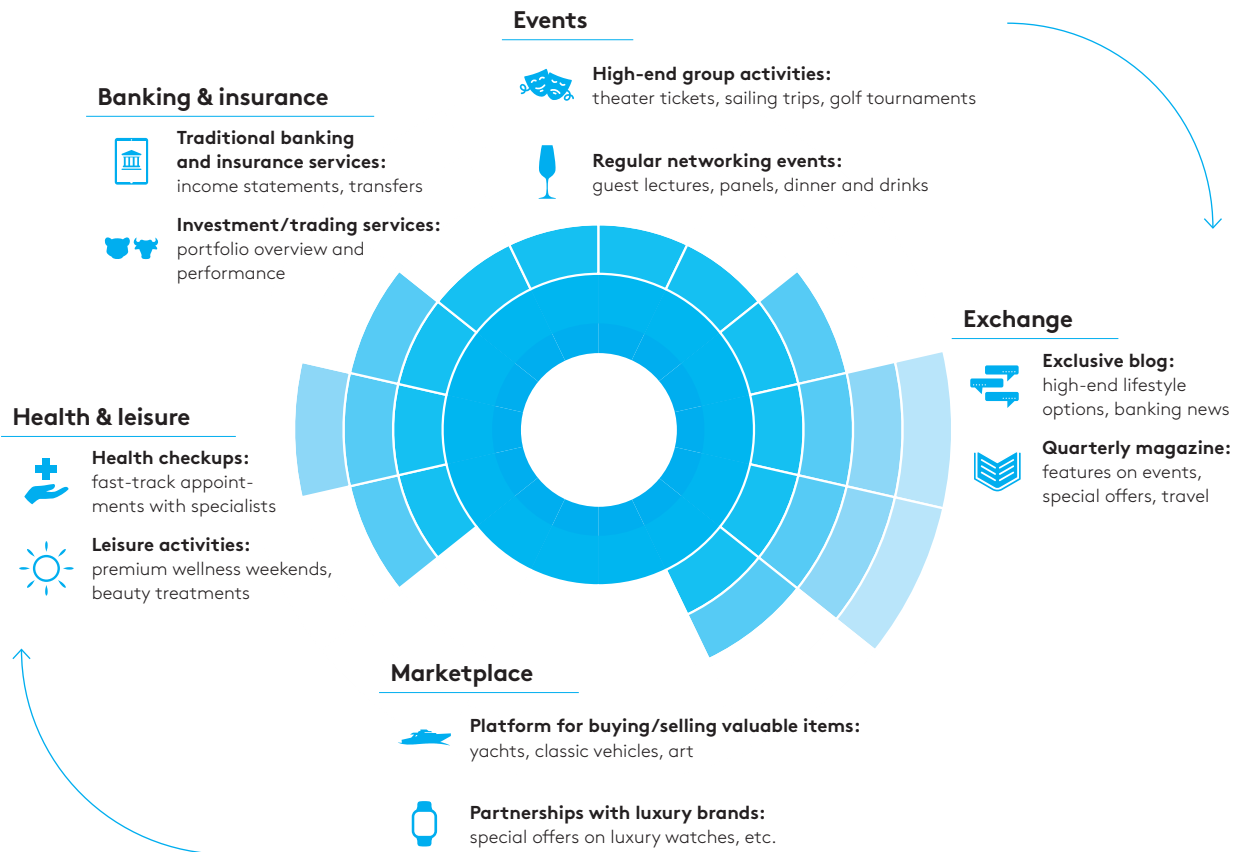 Events
High-end group activities:
theater tickets, sailing trips, golf tournaments
Regular networking events:
guest lectures, panels, dinner and drinks
Banking & insurance
Traditional banking
and insurance services:
income statements, transfers
Investment/trading services:
portfolio overview and
performance
Exchange
Exclusive blog:
high-end lifestyle
options, banking news
Quarterly magazine:
features on events,
special offers, travel
Health & leisure
Health checkups:
fast-track appoint-
ments with specialists
Leisure activities:
premium wellness weekends,
beauty treatments
Marketplace
Platform for buying/selling valuable items:
yachts, classic vehicles, art
Partnerships with luxury brands:
special offers on luxury watches, etc.